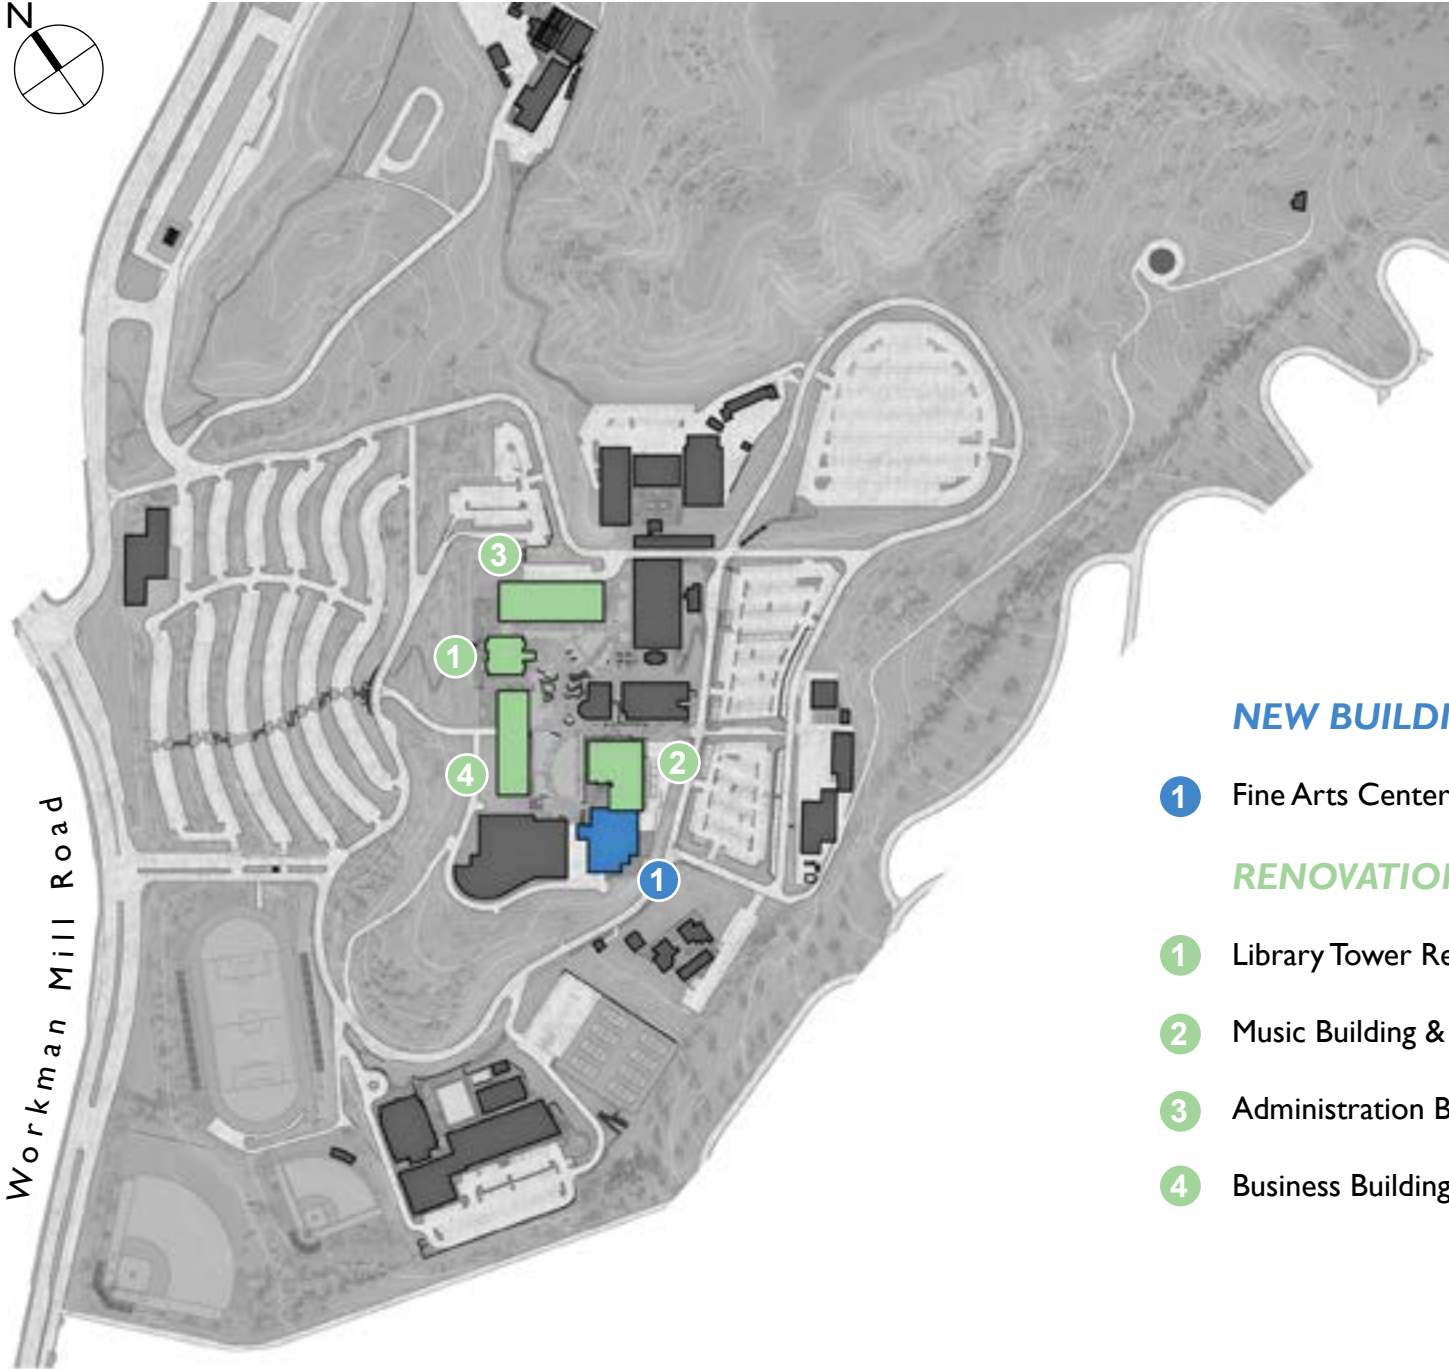 N
3
1
2
4
1
Workman Mill Road
NEW BUILDI
1 Fine Arts Center
RENOVATION
1 Library Tower Re
2 Music Building &
3 Administration B
4 Business Building